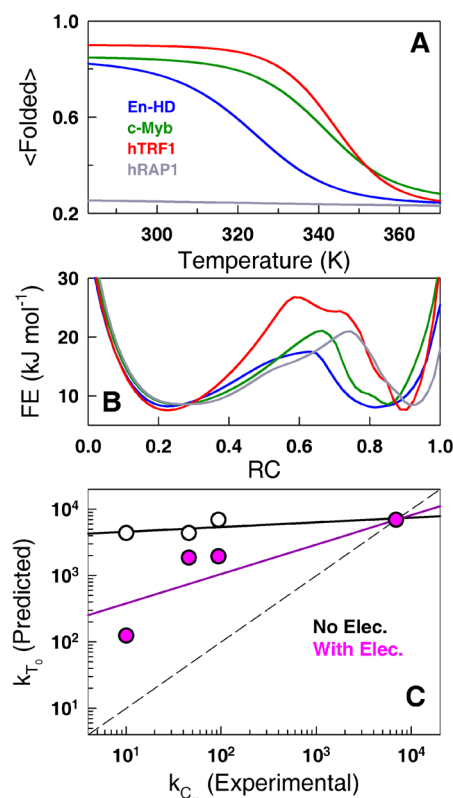 1.0
A
<Folded>
0.6
En-HD
c-Myb
hTRF1
hRAP1
0.2
300 320 340 360
Temperature (K)
30
FE (kJ mol⁻¹)
20
10
B
0.0 0.2 0.4 0.6 0.8 1.0
RC
10⁴
k_T₀ (Predicted)
10³
No Elec.
With Elec.
10²
10¹
C
10¹ 10² 10³ 10⁴